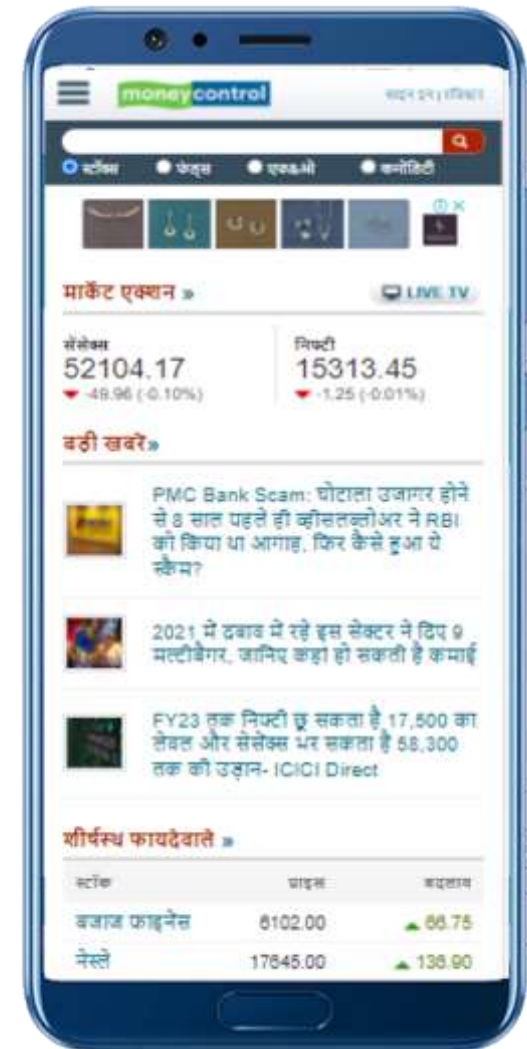 moneycontrol
साइन इन | रजिस्टर
स्टॉक्स
फंड्स
एफ&ओ
कमोडिटी
मार्केट एक्शन »
LIVE TV
सेंसेक्स
52104.17
-49.96 (-0.10%)
निफ्टी
15313.45
-1.25 (-0.01%)
बड़ी खबरें»
PMC Bank Scam: घोटाला उजागर होने
से 8 साल पहले ही व्हीसलब्लोअर ने RBI
को किया था आगाह, फिर कैसे हुआ ये
स्कैम?
2021 में दबाव में रहे इस सेक्टर ने दिए 9
मल्टीबैगर, जानिए कहां हो सकती है कमाई
FY23 तक निफ्टी छू सकता है 17,500 का
लेवल और सेंसेक्स भर सकता है 58,300
तक की उड़ान- ICICI Direct
शीर्षस्थ फायदेवाले »
स्टॉक प्राइस बदलाव
बजाज फाइनेंस 6102.00 66.75
नेस्ले 17645.00 136.90